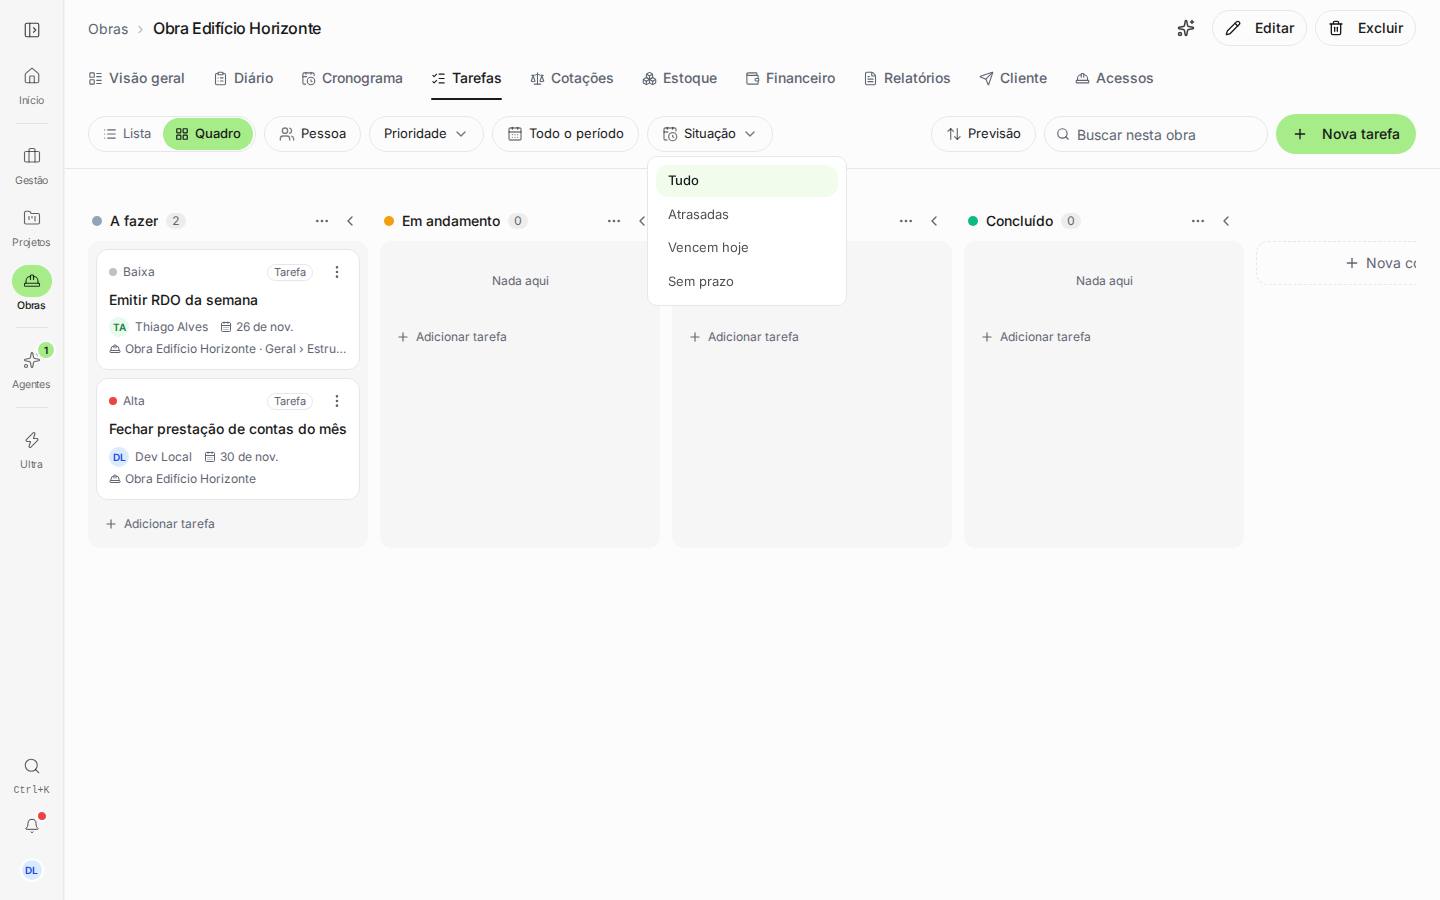 Obras › Obra Edifício Horizonte
Editar
Excluir
Início
Gestão
Projetos
Obras
1
Agentes
Ultra
Ctrl+K
DL
Visão geral
Diário
Cronograma
Tarefas
Cotações
Estoque
Financeiro
Relatórios
Cliente
Acessos
Lista
Quadro
Pessoa
Prioridade
Todo o período
Situação
Previsão
Buscar nesta obra
Nova tarefa
Tudo
Atrasadas
Vencem hoje
Sem prazo
A fazer 2
Baixa
Tarefa
Emitir RDO da semana
TA Thiago Alves 26 de nov.
Obra Edifício Horizonte · Geral › Estru...
Alta
Tarefa
Fechar prestação de contas do mês
DL Dev Local 30 de nov.
Obra Edifício Horizonte
Adicionar tarefa
Em andamento 0
Nada aqui
Adicionar tarefa
Adicionar tarefa
Concluído 0
Nada aqui
Adicionar tarefa
Nova co